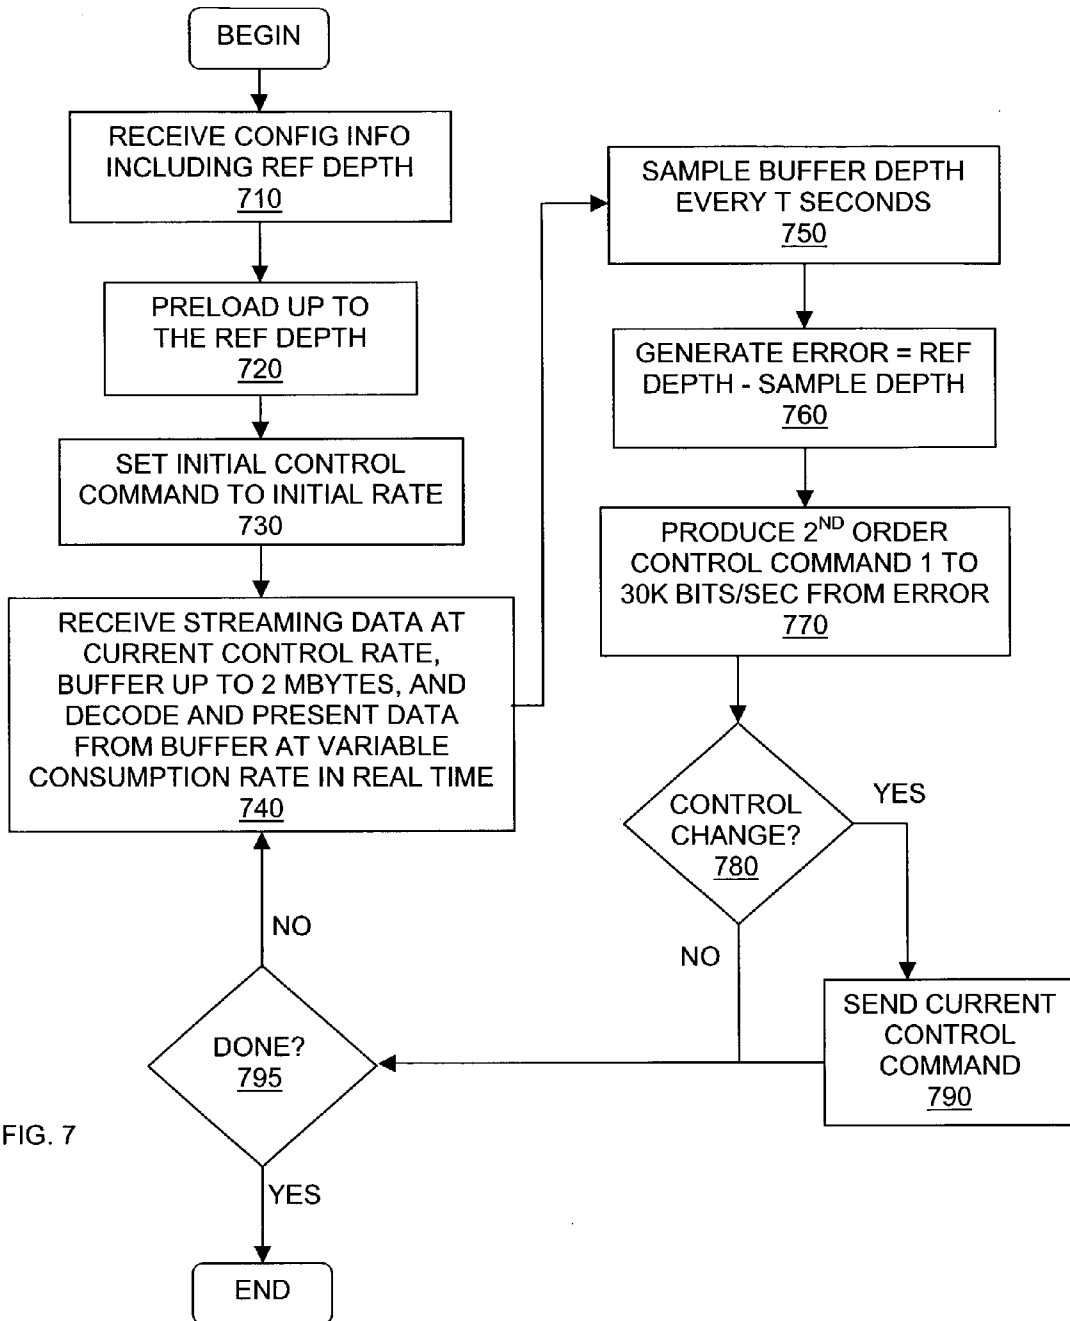 BEGIN
RECEIVE CONFIG INFO
INCLUDING REF DEPTH
710
PRELOAD UP TO
THE REF DEPTH
720
SET INITIAL CONTROL
COMMAND TO INITIAL RATE
730
RECEIVE STREAMING DATA AT
CURRENT CONTROL RATE,
BUFFER UP TO 2 MBYTES, AND
DECODE AND PRESENT DATA
FROM BUFFER AT VARIABLE
CONSUMPTION RATE IN REAL TIME
740
SAMPLE BUFFER DEPTH
EVERY T SECONDS
750
GENERATE ERROR = REF
DEPTH - SAMPLE DEPTH
760
PRODUCE 2ND ORDER
CONTROL COMMAND 1 TO
30K BITS/SEC FROM ERROR
770
CONTROL
CHANGE?
780
YES
NO
SEND CURRENT
CONTROL
COMMAND
790
NO
DONE?
795
YES
END
FIG. 7